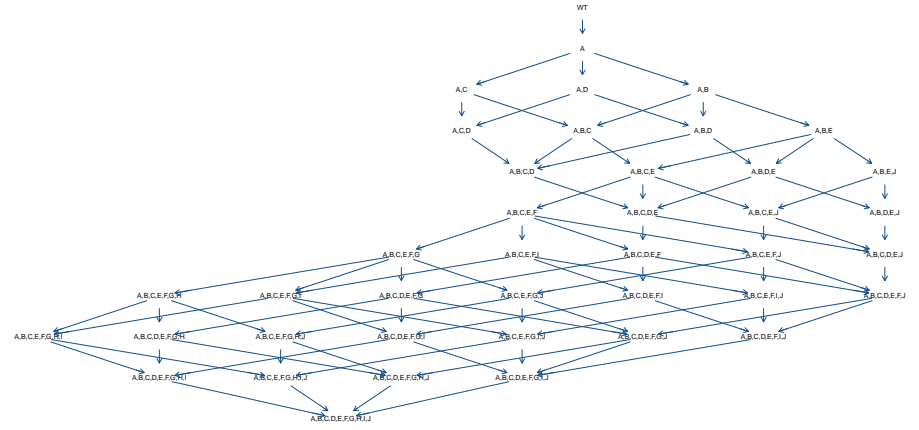 WT
A
A,C A,D A,B
A,C,D A,B,C A,B,D A,B,E
A,B,C,D A,B,C,E A,B,D,E A,B,E,J
A,B,C,E,F A,B,C,D,E A,B,C,E,J A,B,D,E,J
A,B,C,E,F,G A,B,C,E,F,I A,B,C,D,E,F A,B,C,E,F,J A,B,C,D,E,J
A,B,C,E,F,G,H A,B,C,E,F,G,I A,B,C,D,E,F,G A,B,C,E,F,G,J A,B,C,D,E,F,I A,B,C,E,F,I,J A,B,C,D,E,F,J
A,B,C,E,F,G,H,I A,B,C,D,E,F,G,H A,B,C,E,F,G,H,J A,B,C,D,E,F,G,I A,B,C,E,F,G,I,J A,B,C,D,E,F,G,J A,B,C,D,E,F,I,J
A,B,C,D,E,F,G,H,I A,B,C,E,F,G,H,I,J A,B,C,D,E,F,G,H,J A,B,C,D,E,F,G,I,J
A,B,C,D,E,F,G,H,I,J